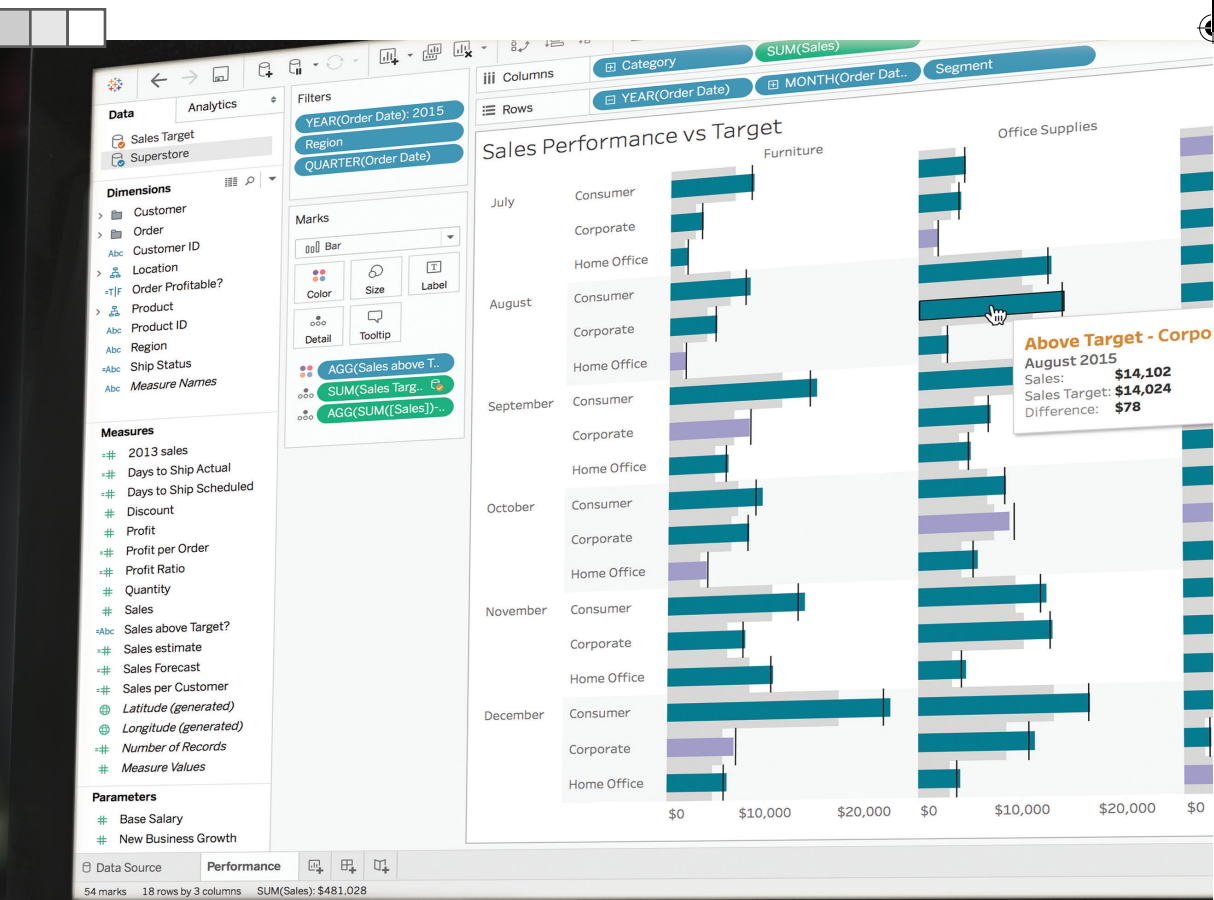 Data
Analytics
Sales Target
Superstore
Dimensions
Customer
Order
Abc Customer ID
Location
=T|F Order Profitable?
Product
Abc Product ID
Abc Region
=Abc Ship Status
Abc Measure Names
Measures
=# 2013 sales
=# Days to Ship Actual
=# Days to Ship Scheduled
# Discount
# Profit
=# Profit per Order
=# Profit Ratio
# Quantity
# Sales
=Abc Sales above Target?
=# Sales estimate
=# Sales Forecast
=# Sales per Customer
Latitude (generated)
Longitude (generated)
=# Number of Records
# Measure Values
Parameters
# Base Salary
# New Business Growth
Filters
YEAR(Order Date): 2015
Region
QUARTER(Order Date)
Marks
Bar
Color
Size
T
Label
Detail
Tooltip
AGG(Sales above T..
SUM(Sales Targ..
AGG(SUM([Sales])-..
Columns
Category
SUM(Sales)
Rows
YEAR(Order Date)
MONTH(Order Dat..
Segment
Sales Performance vs Target
Furniture
Office Supplies
July
Consumer
Corporate
Home Office
August
Consumer
Corporate
Home Office
September
Consumer
Corporate
Home Office
October
Consumer
Corporate
Home Office
November
Consumer
Corporate
Home Office
December
Consumer
Corporate
Home Office
$0 $10,000 $20,000 $0 $10,000 $20,000 $0
Above Target - Corpo
August 2015
Sales: $14,102
Sales Target: $14,024
Difference: $78
Data Source
Performance
54 marks 18 rows by 3 columns SUM(Sales): $481,028